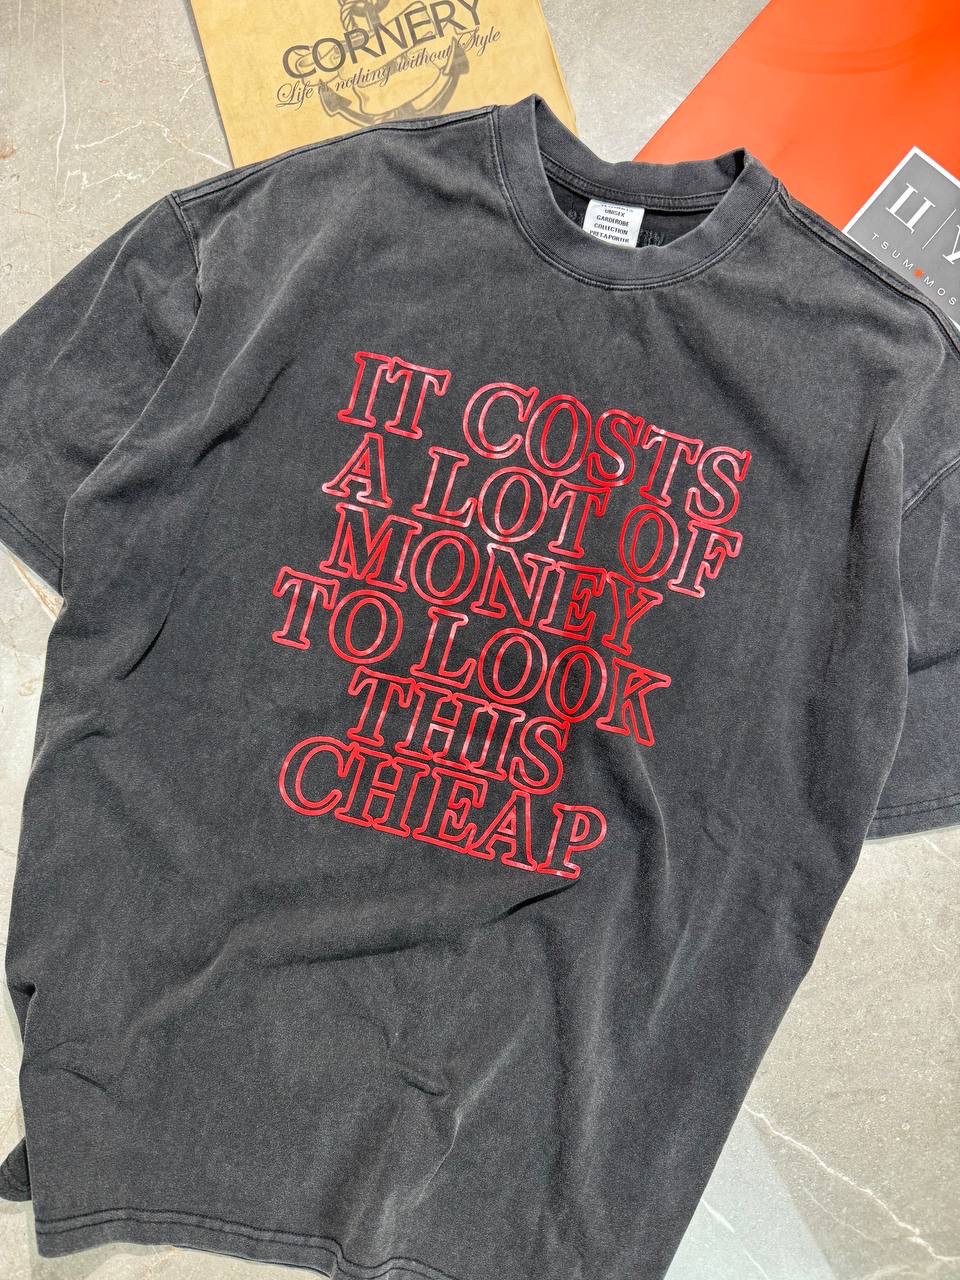 CORNERY
Life is nothing without Style
UNISEX
GARDEROBE
COLLECTION
PRET-A-PORTER
TSUM MOS
IT COSTS
A LOT OF
MONEY
TO LOOK
THIS
CHEAP